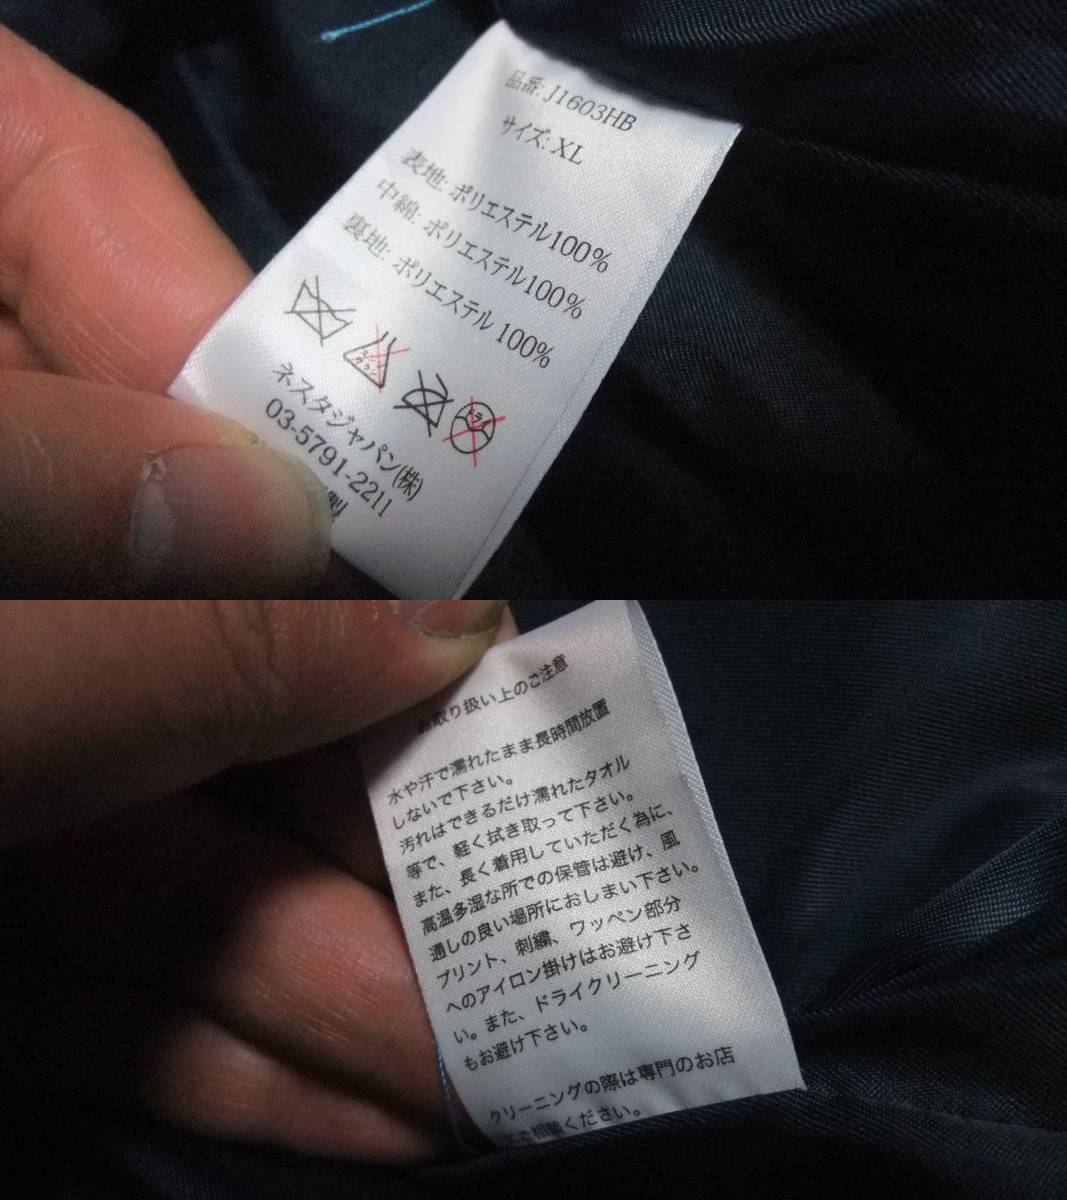 品番: J1603HB
サイズ: XL
表地: ポリエステル100%
中綿: ポリエステル100%
裏地: ポリエステル 100%
エンソ サラシ
ドライ
ネスタジャパン(株)
03-5791-2211
製
お取り扱い上のご注意
水や汗で濡れたまま長時間放置
しないで下さい。
汚れはできるだけ濡れたタオル
等で、軽く拭き取って下さい。
また、長く着用していただく為に、
高温多湿な所での保管は避け、風
通しの良い場所におしまい下さい。
プリント、刺繍、ワッペン部分
へのアイロン掛けはお避け下さ
い。また、ドライクリーニング
もお避け下さい。
クリーニングの際は専門のお店
ください。